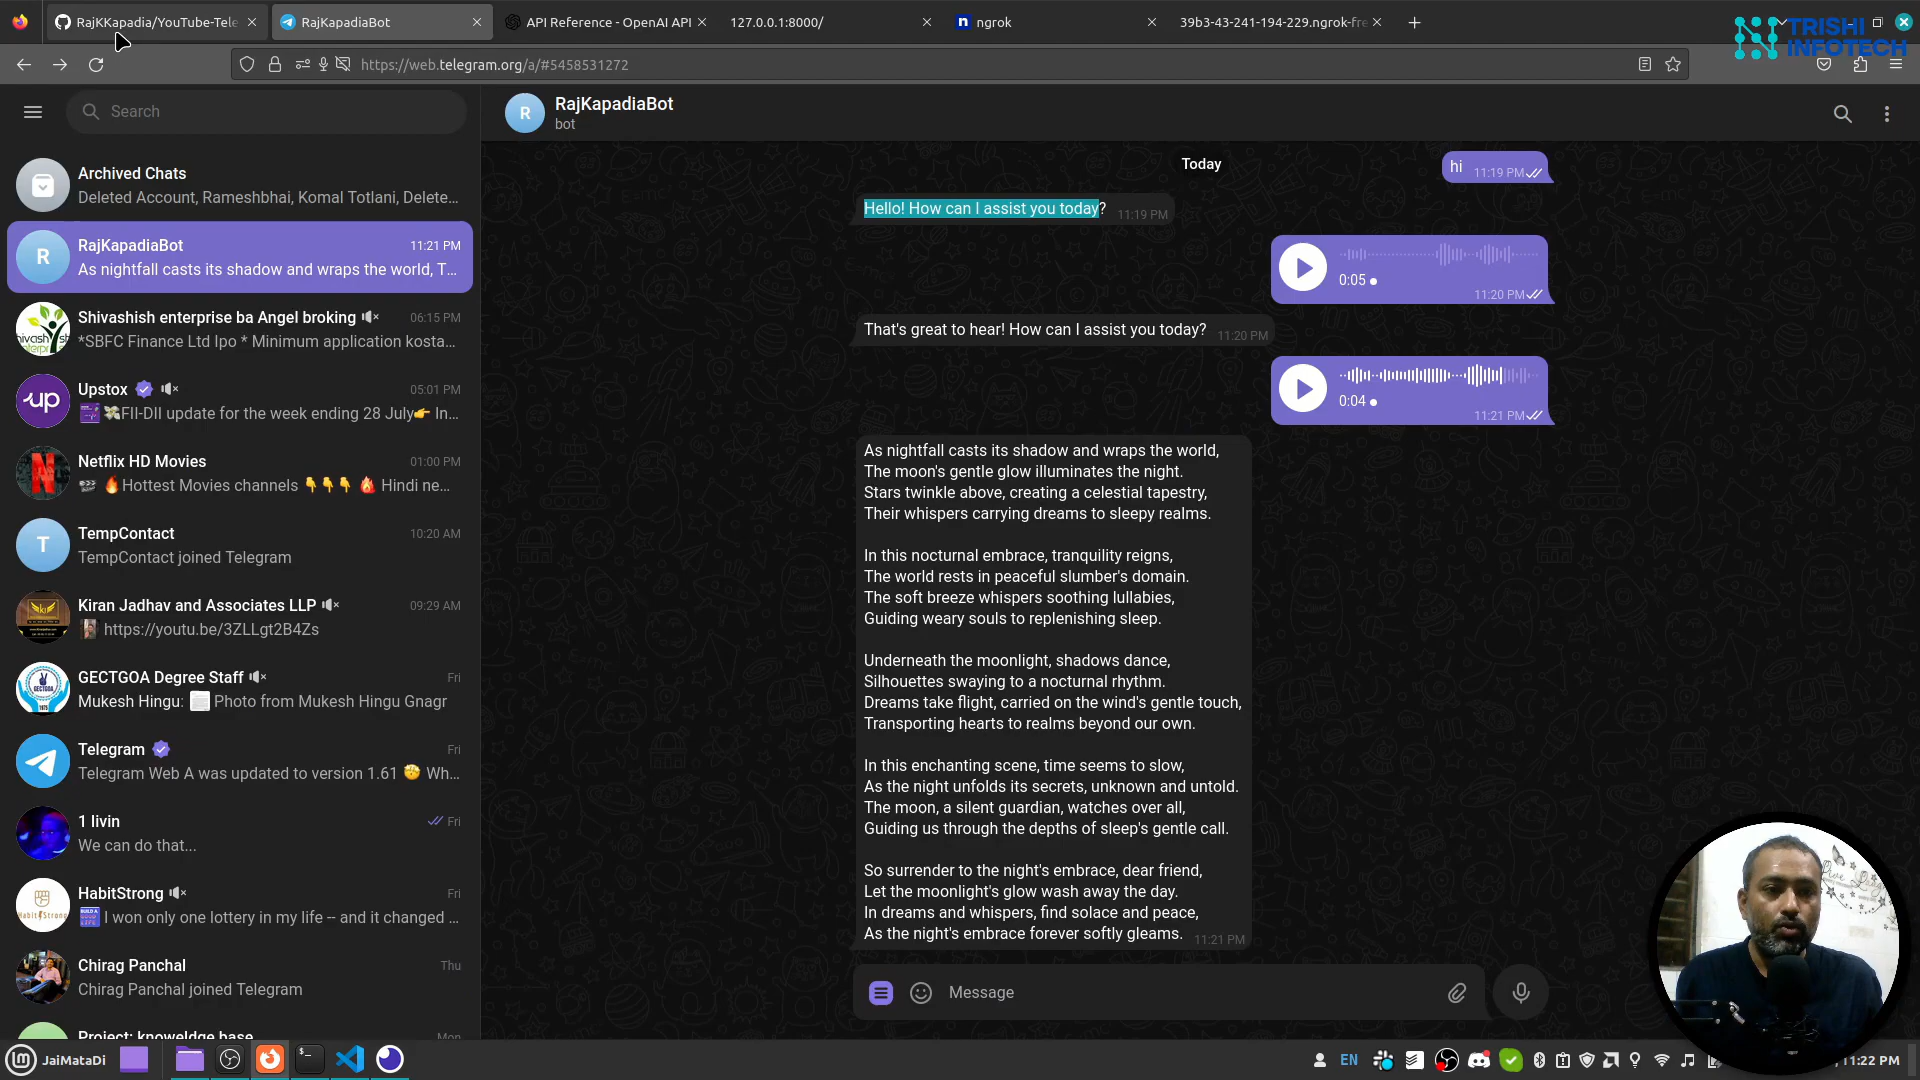 RajKKapadia/YouTube-Tele
RajKapadiaBot
API Reference - OpenAI API
127.0.0.1:8000/
ngrok
39b3-43-241-194-229.ngrok-fre
TRISHI
INFOTECH
https://web.telegram.org/a/#5458531272
Search
Archived Chats
Deleted Account, Rameshbhai, Komal Totlani, Delete...
R
RajKapadiaBot
11:21 PM
As nightfall casts its shadow and wraps the world, T...
Shivashish enterprise ba Angel broking
06:15 PM
*SBFC Finance Ltd Ipo * Minimum application kosta...
up
Upstox
05:01 PM
FII-DII update for the week ending 28 July👉 In...
Netflix HD Movies
01:00 PM
🎬 🔥Hottest Movies channels 👇👇👇 🔥 Hindi ne...
T
TempContact
10:20 AM
TempContact joined Telegram
Kiran Jadhav and Associates LLP
09:29 AM
https://youtu.be/3ZLLgt2B4Zs
GECTGOA Degree Staff
Fri
Mukesh Hingu: Photo from Mukesh Hingu Gnagr
Telegram
Fri
Telegram Web A was updated to version 1.61 🥳 Wh...
1 livin
Fri
We can do that...
HabitStrong
Fri
I won only one lottery in my life -- and it changed ...
Chirag Panchal
Thu
Chirag Panchal joined Telegram
Project: knoweldge base
Mon
R
RajKapadiaBot
bot
Today
hi 11:19 PM
Hello! How can I assist you today? 11:19 PM
0:05
11:20 PM
That's great to hear! How can I assist you today? 11:20 PM
0:04
11:21 PM
As nightfall casts its shadow and wraps the world,
The moon's gentle glow illuminates the night.
Stars twinkle above, creating a celestial tapestry,
Their whispers carrying dreams to sleepy realms.
In this nocturnal embrace, tranquility reigns,
The world rests in peaceful slumber's domain.
The soft breeze whispers soothing lullabies,
Guiding weary souls to replenishing sleep.
Underneath the moonlight, shadows dance,
Silhouettes swaying to a nocturnal rhythm.
Dreams take flight, carried on the wind's gentle touch,
Transporting hearts to realms beyond our own.
In this enchanting scene, time seems to slow,
As the night unfolds its secrets, unknown and untold.
The moon, a silent guardian, watches over all,
Guiding us through the depths of sleep's gentle call.
So surrender to the night's embrace, dear friend,
Let the moonlight's glow wash away the day.
In dreams and whispers, find solace and peace,
As the night's embrace forever softly gleams. 11:21 PM
Message
JaiMataDi
EN
11:22 PM